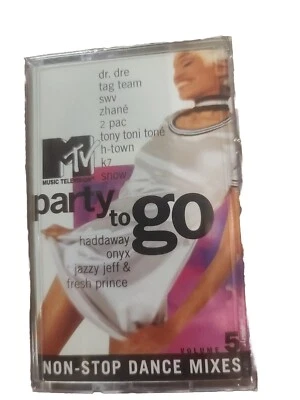 dr. dre
tag team
swv
zhané
2 pac
tony toni toné
h-town
k7
snow
MTV
MUSIC TELEVISION
party to go
haddaway
onyx
jazzy jeff &
fresh prince
VOLUME 5
NON-STOP DANCE MIXES